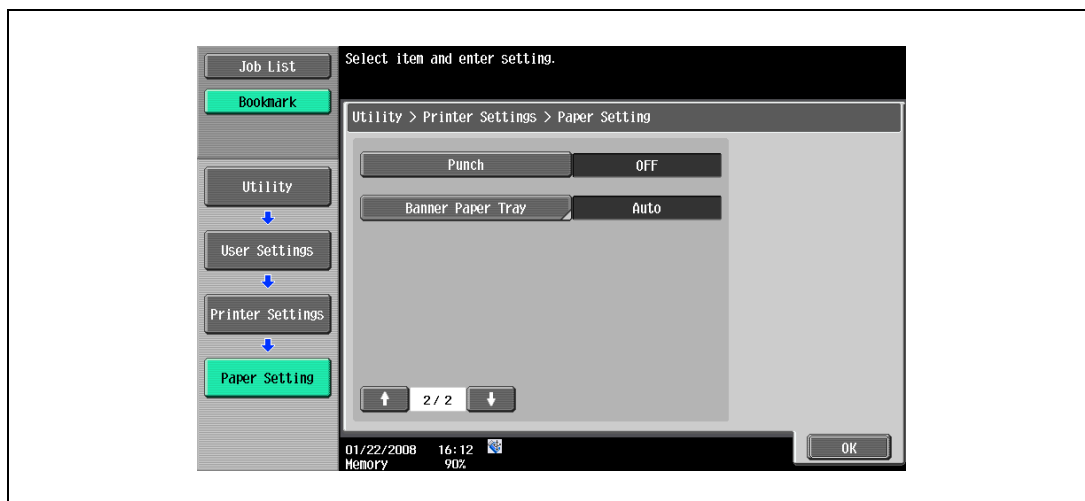 Job List
Bookmark
Select item and enter setting.
Utility > Printer Settings > Paper Setting
Punch
OFF
Banner Paper Tray
Auto
Utility
User Settings
Printer Settings
Paper Setting
2/ 2
01/22/2008 16:12
Memory 90%
OK